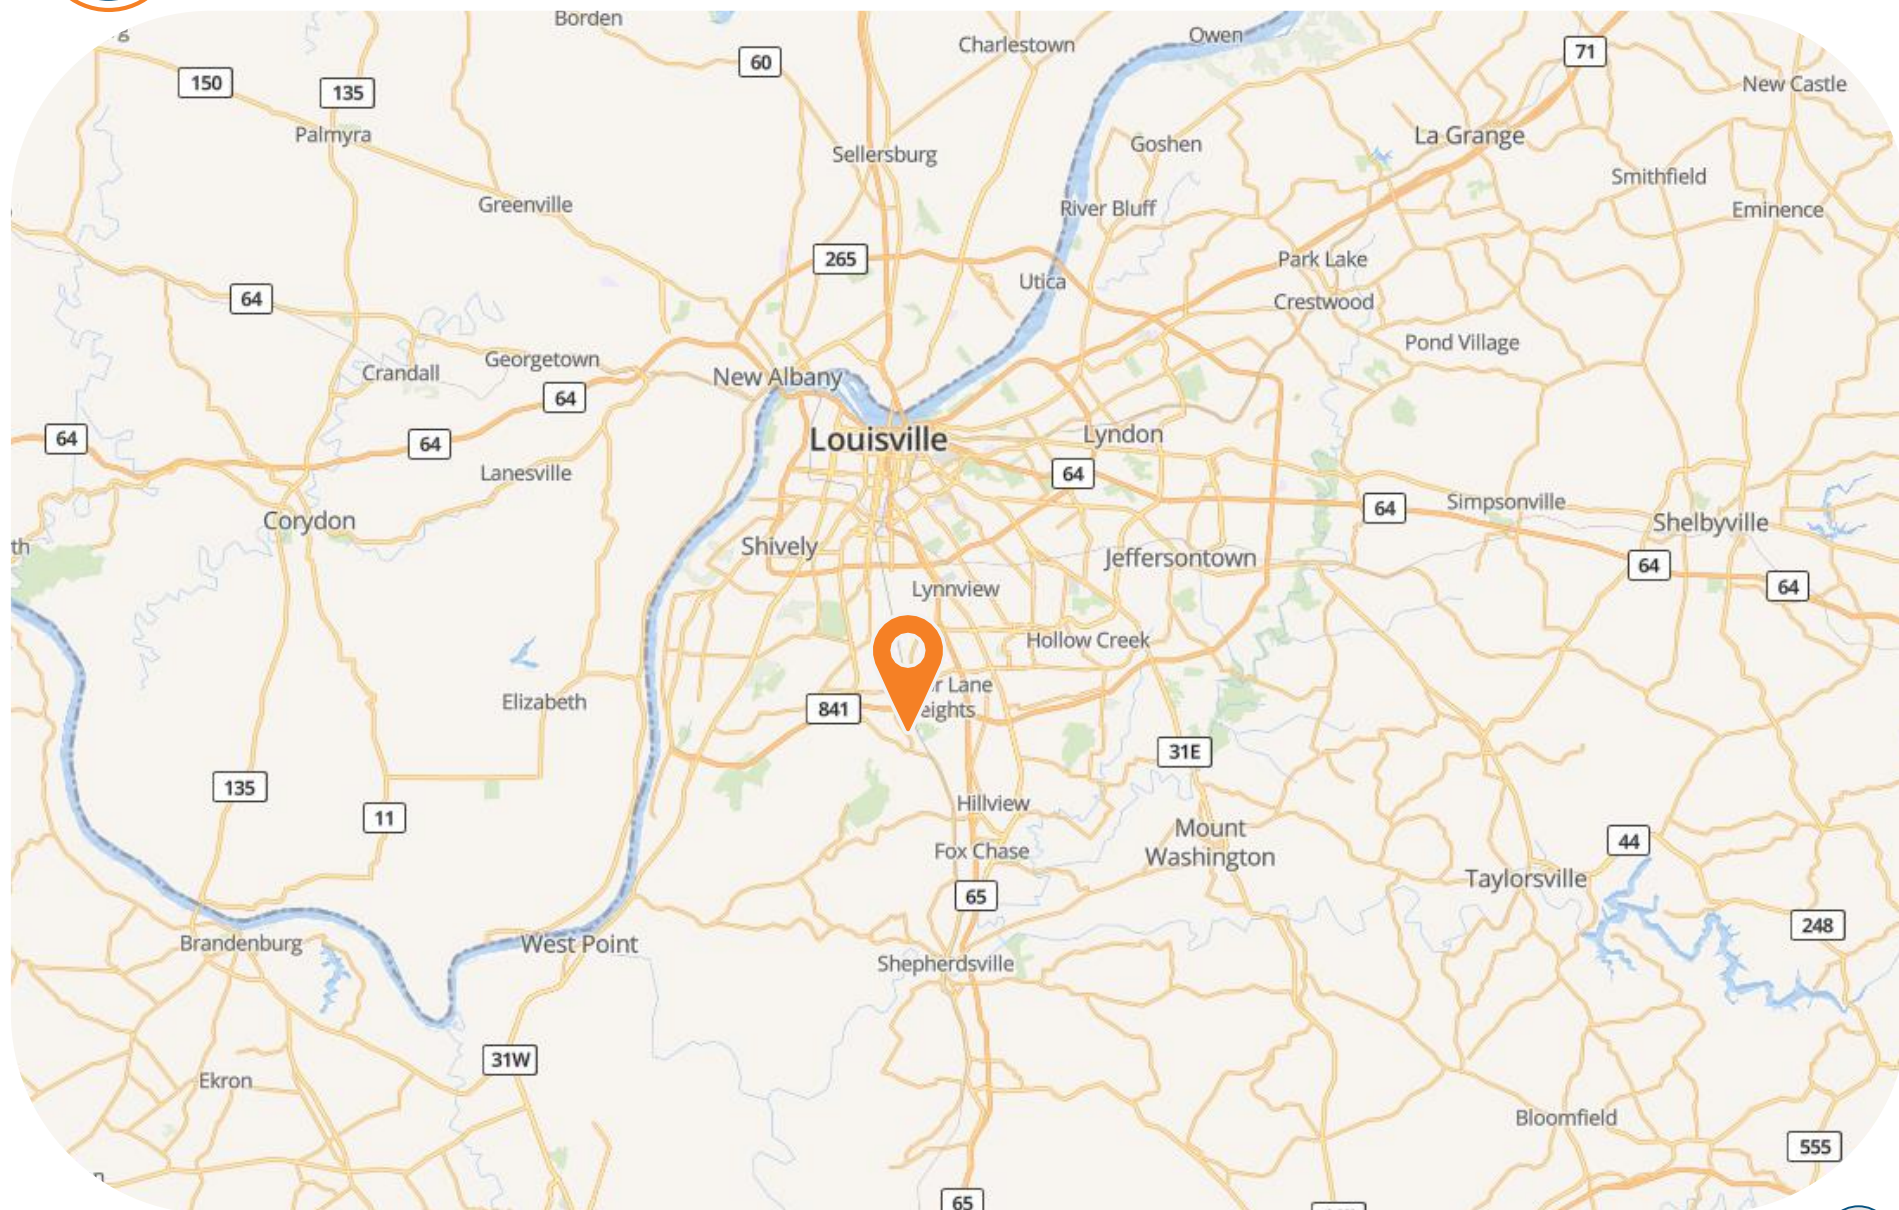 Borden
Owen
Charlestown
71
60
150
135
New Castle
Palmyra
La Grange
Goshen
Sellersburg
Smithfield
Greenville
River Bluff
Eminence
265
Park Lake
Utica
64
Crestwood
Pond Village
Georgetown
Crandall
New Albany
64
Louisville
64
64
Lyndon
Lanesville
64
Simpsonville
64
Corydon
Shelbyville
th
Shively
Jeffersontown
64
64
Lynnview
Hollow Creek
r Lane
Elizabeth
841
eights
31E
135
Hillview
11
Mount
Washington
44
Fox Chase
Taylorsville
65
248
Brandenburg
West Point
Shepherdsville
31W
Ekron
Bloomfield
555
65